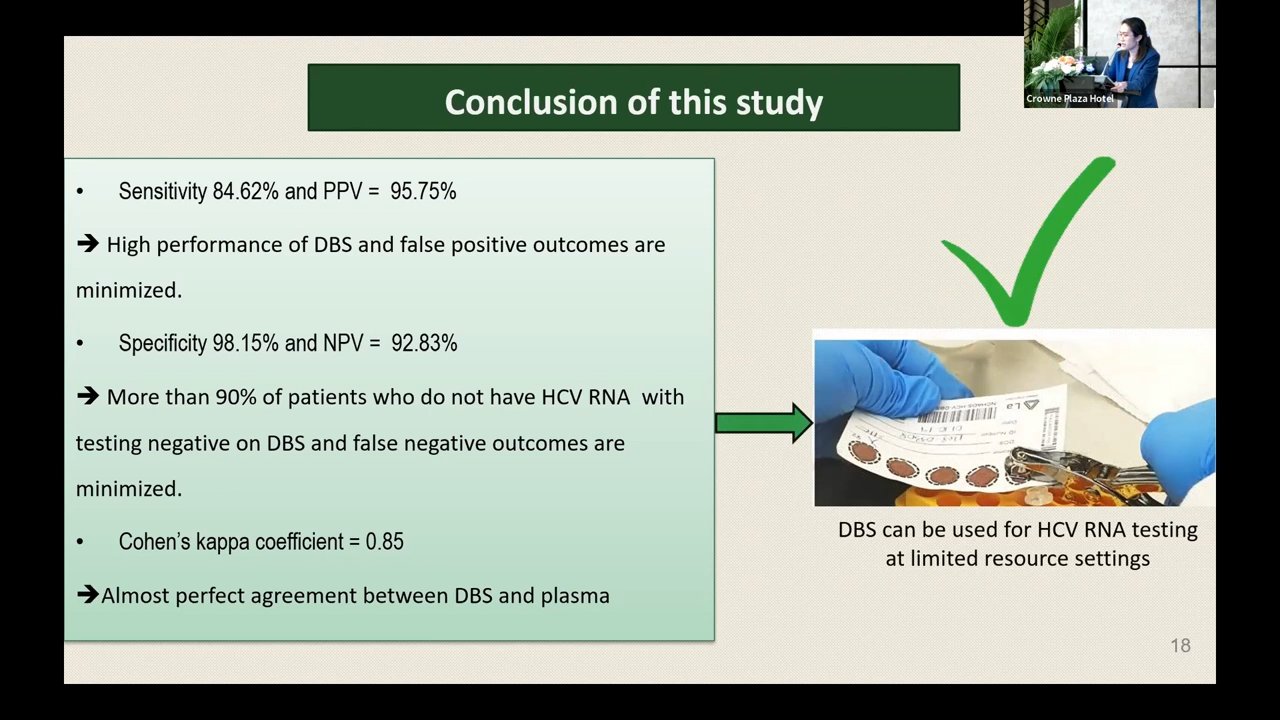 Conclusion of this study
Crowne Plaza Hotel
• Sensitivity 84.62% and PPV = 95.75%
➔ High performance of DBS and false positive outcomes are
minimized.
• Specificity 98.15% and NPV = 92.83%
➔ More than 90% of patients who do not have HCV RNA with
testing negative on DBS and false negative outcomes are
minimized.
• Cohen's kappa coefficient = 0.85
➔Almost perfect agreement between DBS and plasma
DBS can be used for HCV RNA testing
at limited resource settings
18